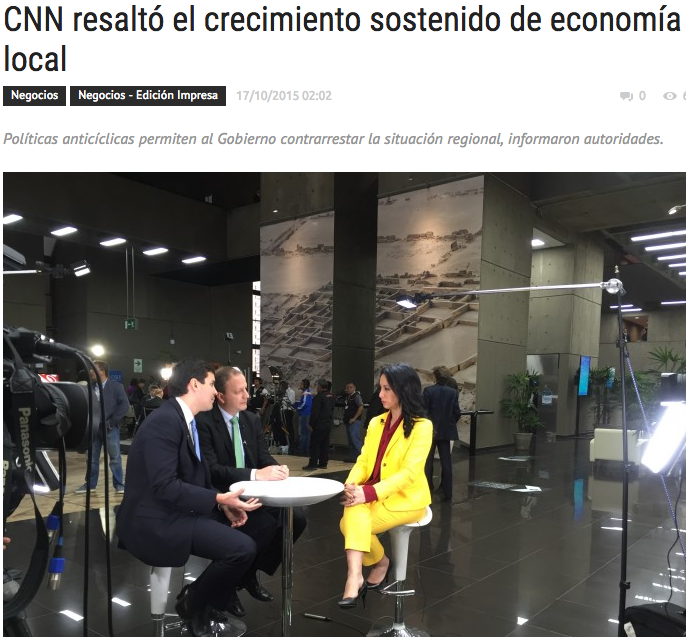 CNN resaltó el crecimiento sostenido de economía
local
Negocios
Negocios - Edición Impresa
17/10/2015 02:02
0
Políticas anticíclicas permiten al Gobierno contrarrestar la situación regional, informaron autoridades.
Panasonic